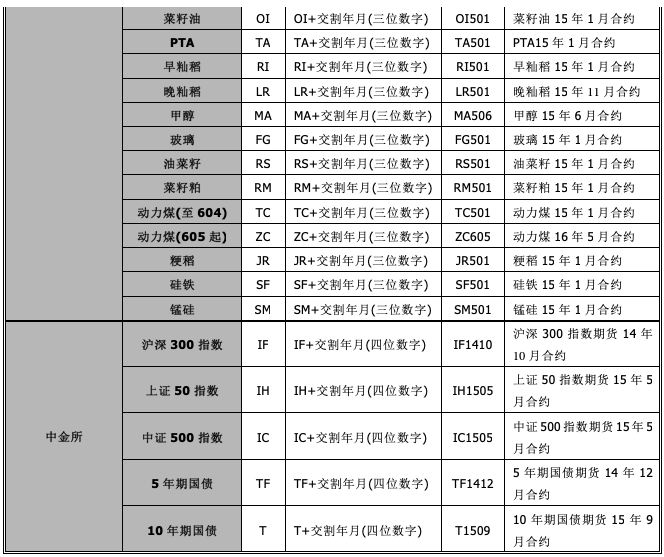 菜籽油 OI OI+交割年月(三位数字) OI501 菜籽油 15 年 1 月合约
PTA TA TA+交割年月(三位数字) TA501 PTA15 年 1 月合约
早籼稻 RI RI+交割年月(三位数字) RI501 早籼稻 15 年 1 月合约
晚籼稻 LR LR+交割年月(三位数字) LR501 晚籼稻 15 年 11 月合约
甲醇 MA MA+交割年月(三位数字) MA506 甲醇 15 年 6 月合约
玻璃 FG FG+交割年月(三位数字) FG501 玻璃 15 年 1 月合约
油菜籽 RS RS+交割年月(三位数字) RS501 油菜籽 15 年 1 月合约
菜籽粕 RM RM+交割年月(三位数字) RM501 菜籽粕 15 年 1 月合约
动力煤(至 604) TC TC+交割年月(三位数字) TC501 动力煤 15 年 1 月合约
动力煤(605 起) ZC ZC+交割年月(三位数字) ZC605 动力煤 16 年 5 月合约
粳稻 JR JR+交割年月(三位数字) JR501 粳稻 15 年 1 月合约
硅铁 SF SF+交割年月(三位数字) SF501 硅铁 15 年 1 月合约
锰硅 SM SM+交割年月(三位数字) SM501 锰硅 15 年 1 月合约
中金所
沪深 300 指数 IF IF+交割年月(四位数字) IF1410 沪深 300 指数期货 14 年
10 月合约
上证 50 指数 IH IH+交割年月(四位数字) IH1505 上证 50 指数期货 15 年 5
月合约
中证 500 指数 IC IC+交割年月(四位数字) IC1505 中证 500 指数期货 15 年 5
月合约
5 年期国债 TF TF+交割年月(四位数字) TF1412 5 年期国债期货 14 年 12
月合约
10 年期国债 T T+交割年月(四位数字) T1509 10 年期国债期货 15 年 9
月合约